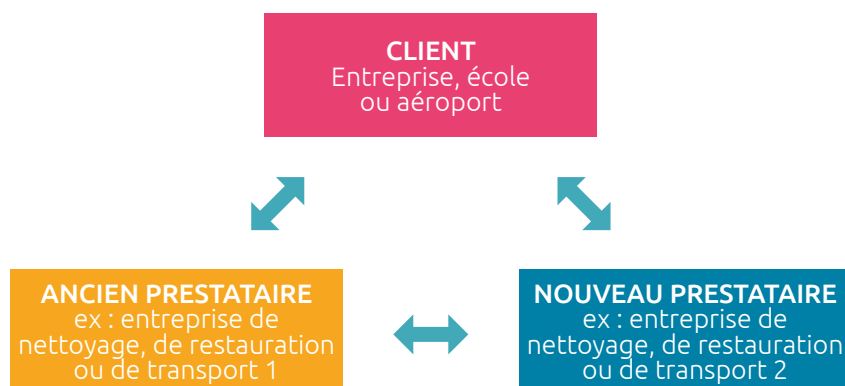 CLIENT
Entreprise, école
ou aéroport
ANCIEN PRESTATAIRE
ex : entreprise de
nettoyage, de restauration
ou de transport 1
NOUVEAU PRESTATAIRE
ex : entreprise de
nettoyage, de restauration
ou de transport 2